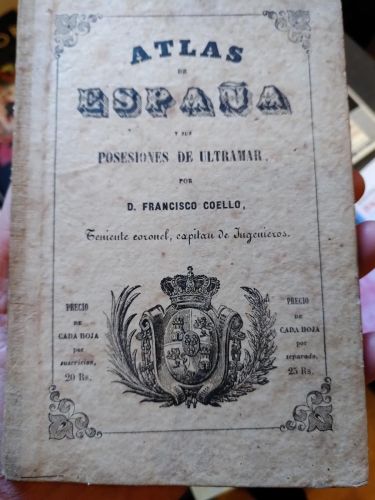 ATLAS
DE
ESPAÑA
Y SUS
POSESIONES DE ULTRAMAR,
POR
D. FRANCISCO COELLO,
Teniente coronel, capitan de Ingenieros.
PRECIO
DE
CADA HOJA
por
suscricion,
20 Rs.
PRECIO
DE
CADA HOJA
por
separado,
25 Rs.